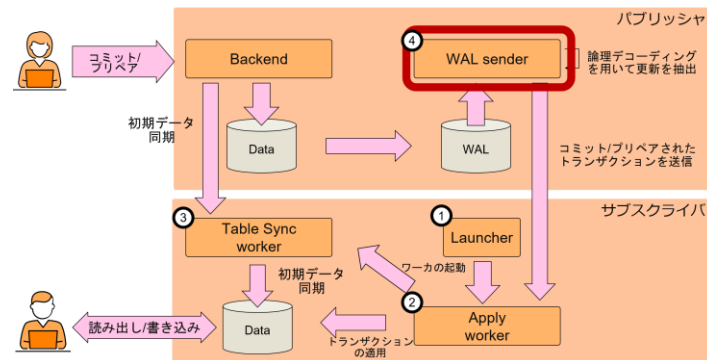 パブリッシャ
コミット/
プリペア
Backend
④
WAL sender
論理デコーディング
を用いて更新を抽出
初期データ
同期
Data
WAL
コミット/プリペアされた
トランザクションを送信
サブスクライバ
③
Table Sync
worker
①
Launcher
ワーカの起動
初期データ
同期
②
Apply
worker
読み出し/書き込み
Data
トランザクション
の適用